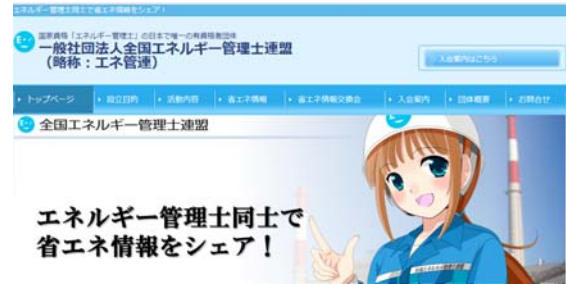 エネルギー管理士同士で省エネ情報をシェア！
国家資格「エネルギー管理士」の日本で唯一の有資格者団体
一般社団法人全国エネルギー管理士連盟
（略称：エネ管連）
入会案内はこちら
トップページ
設立目的
活動内容
省エネ情報
省エネ情報交換会
入会案内
団体概要
お問合せ
全国エネルギー管理士連盟
エネルギー管理士同士で
省エネ情報をシェア！